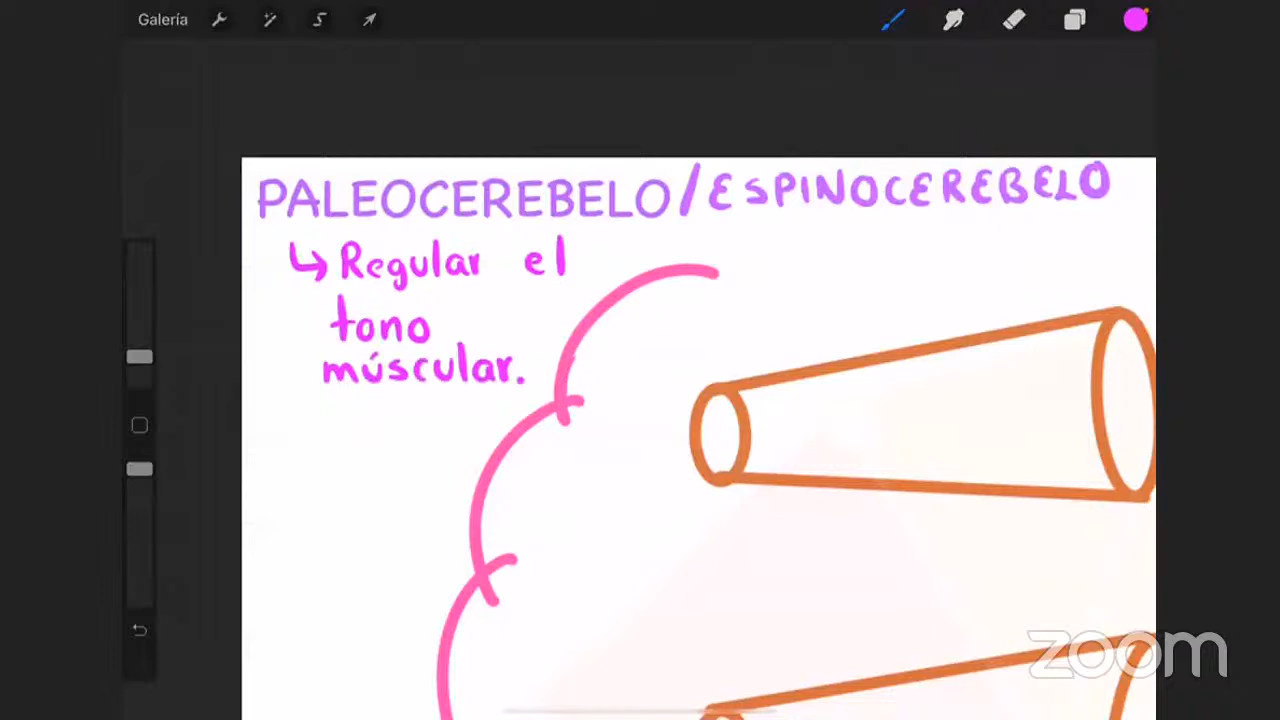 Galería
PALEOCEREBELO/ESPINOCEREBELO
↳ Regular el
tono
múscular.
zoom